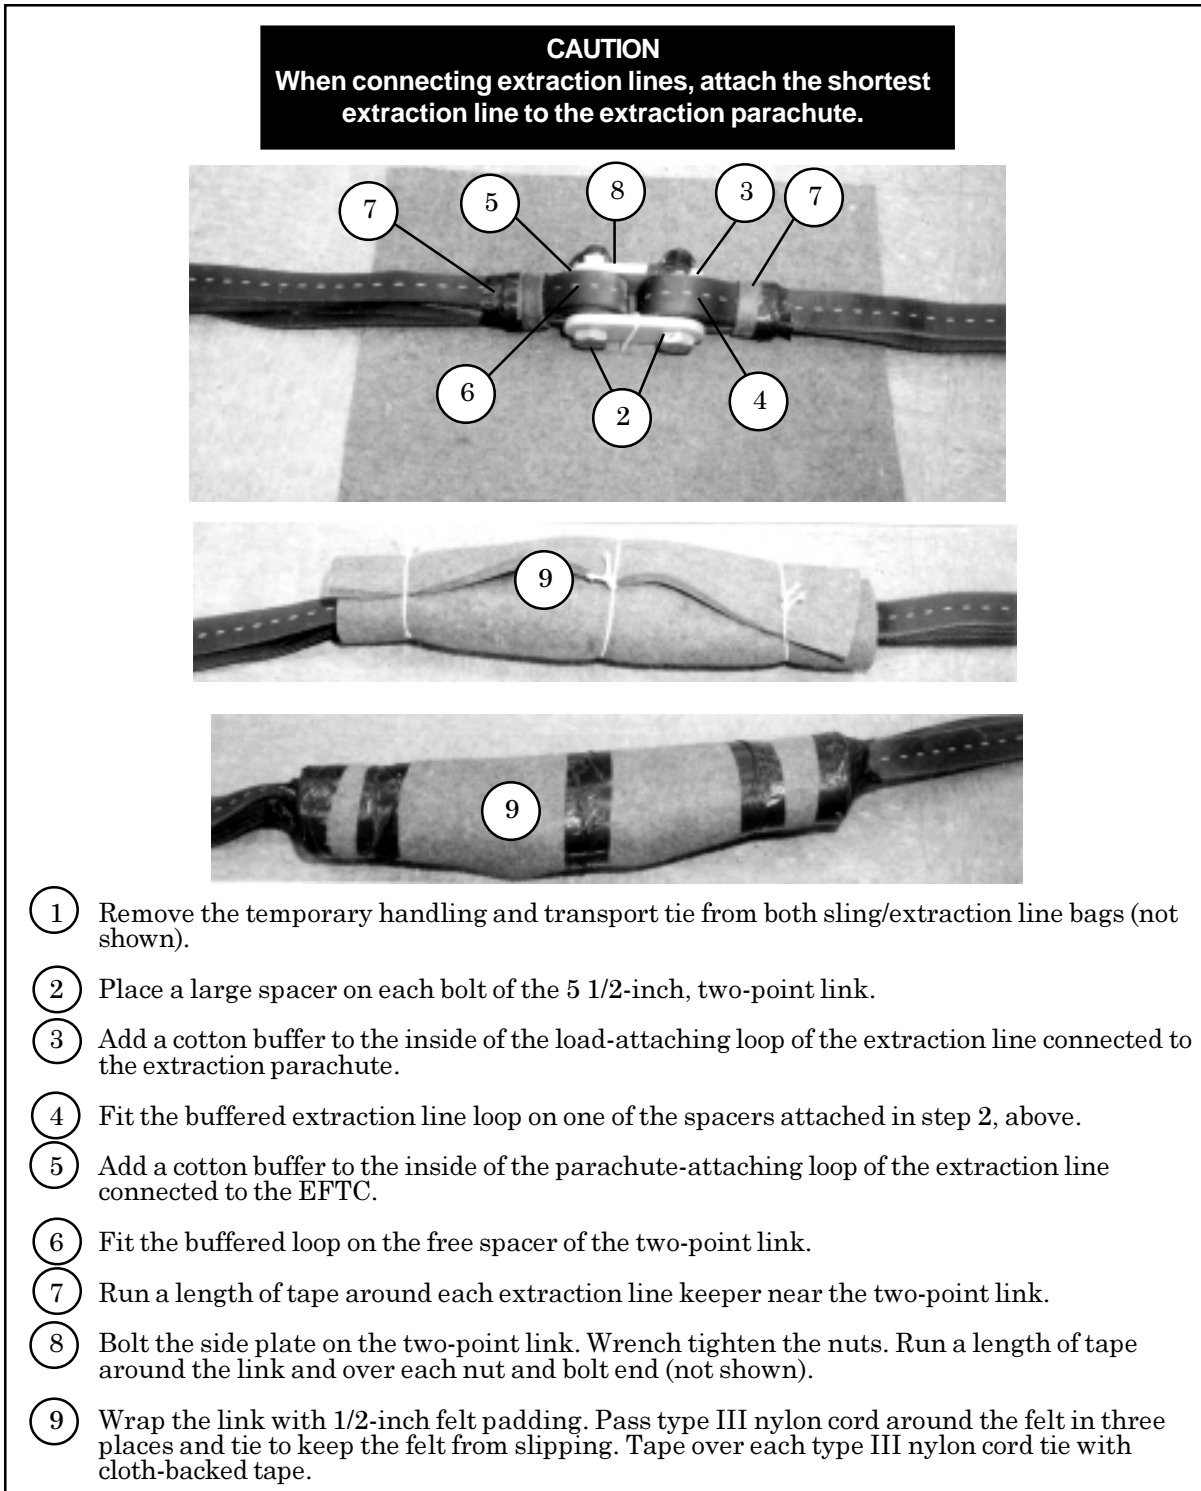 CAUTION
When connecting extraction lines, attach the shortest
extraction line to the extraction parachute.
7
5
8
3
7
6
2
4
9
9
1 Remove the temporary handling and transport tie from both sling/extraction line bags (not
shown).
2 Place a large spacer on each bolt of the 5 1/2-inch, two-point link.
3 Add a cotton buffer to the inside of the load-attaching loop of the extraction line connected to
the extraction parachute.
4 Fit the buffered extraction line loop on one of the spacers attached in step 2, above.
5 Add a cotton buffer to the inside of the parachute-attaching loop of the extraction line
connected to the EFTC.
6 Fit the buffered loop on the free spacer of the two-point link.
7 Run a length of tape around each extraction line keeper near the two-point link.
8 Bolt the side plate on the two-point link. Wrench tighten the nuts. Run a length of tape
around the link and over each nut and bolt end (not shown).
9 Wrap the link with 1/2-inch felt padding. Pass type III nylon cord around the felt in three
places and tie to keep the felt from slipping. Tape over each type III nylon cord tie with
cloth-backed tape.